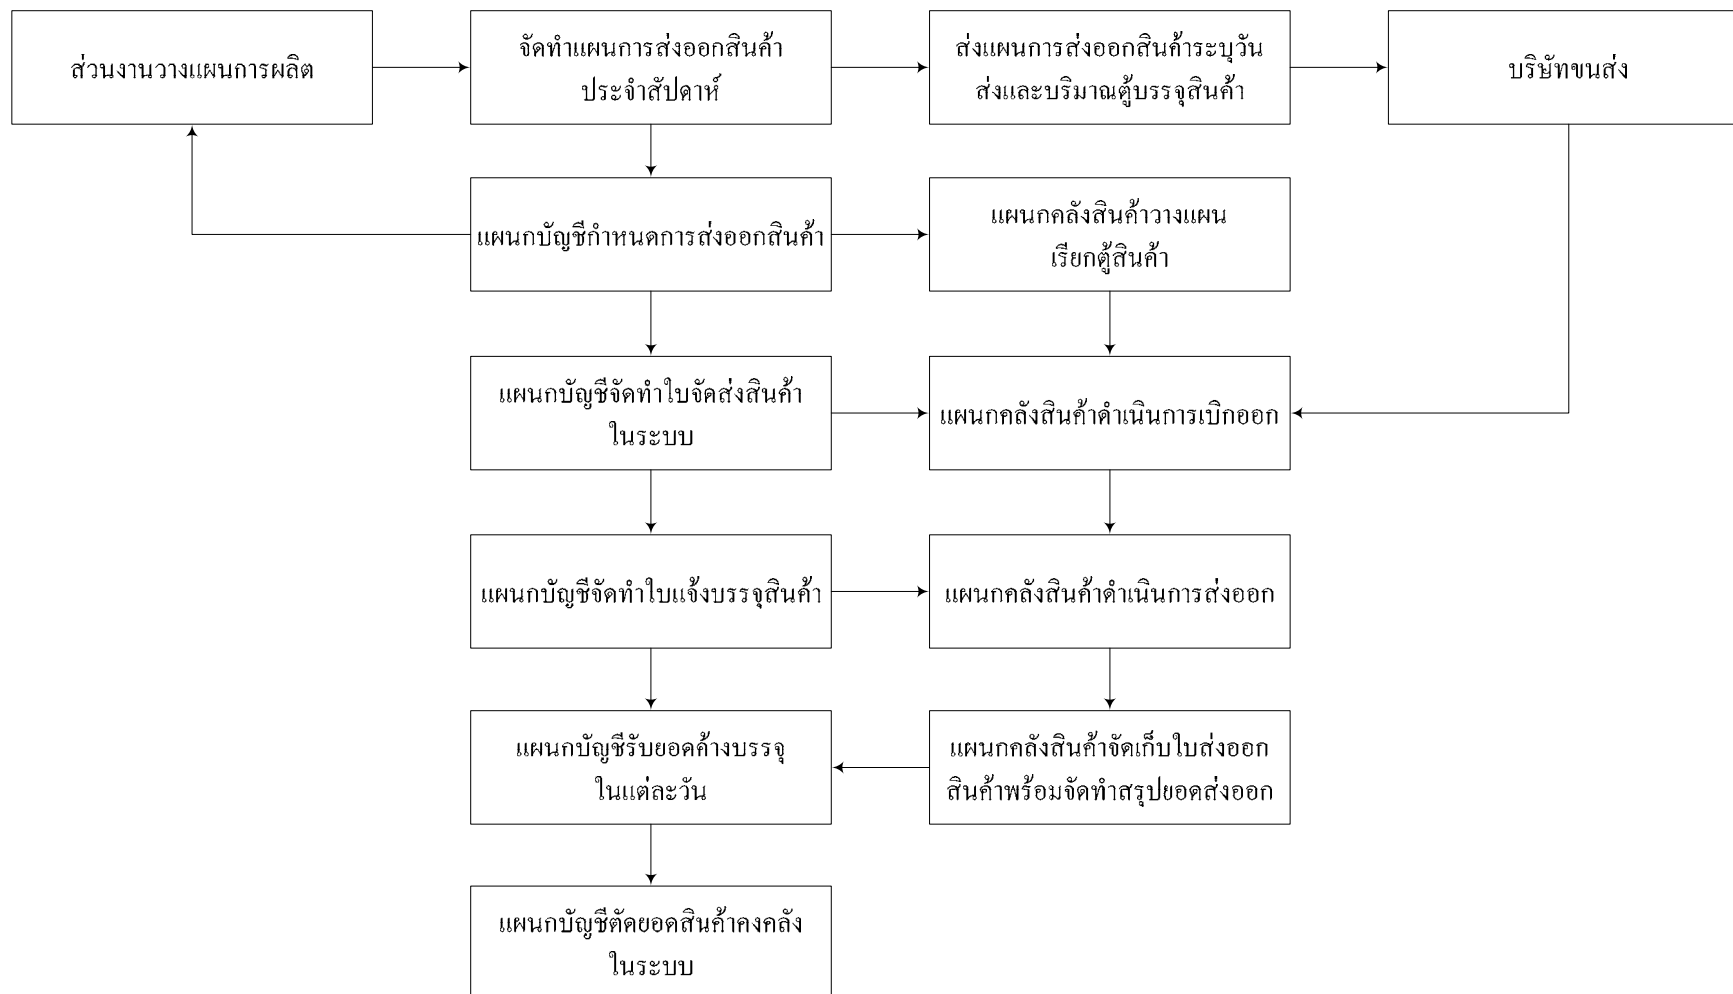 ส่วนงานวางแผนการผลิต
จัดทำแผนการส่งออกสินค้า
ประจำสัปดาห์
ส่งแผนการส่งออกสินค้าระบุวัน
ส่งและบริมาณตู้บรรจุสินค้า
บริษัทขนส่ง
แผนกบัญชีกำหนดการส่งออกสินค้า
แผนกคลังสินค้าวางแผน
เรียกตู้สินค้า
แผนกบัญชีจัดทำใบจัดส่งสินค้า
ในระบบ
แผนกคลังสินค้าดำเนินการเบิกออก
แผนกบัญชีจัดทำใบแจ้งบรรจุสินค้า
แผนกคลังสินค้าดำเนินการส่งออก
แผนกบัญชีรับยอดค้างบรรจุ
ในแต่ละวัน
แผนกคลังสินค้าจัดเก็บใบส่งออก
สินค้าพร้อมจัดทำสรุปยอดส่งออก
แผนกบัญชีตัดยอดสินค้าคงคลัง
ในระบบ